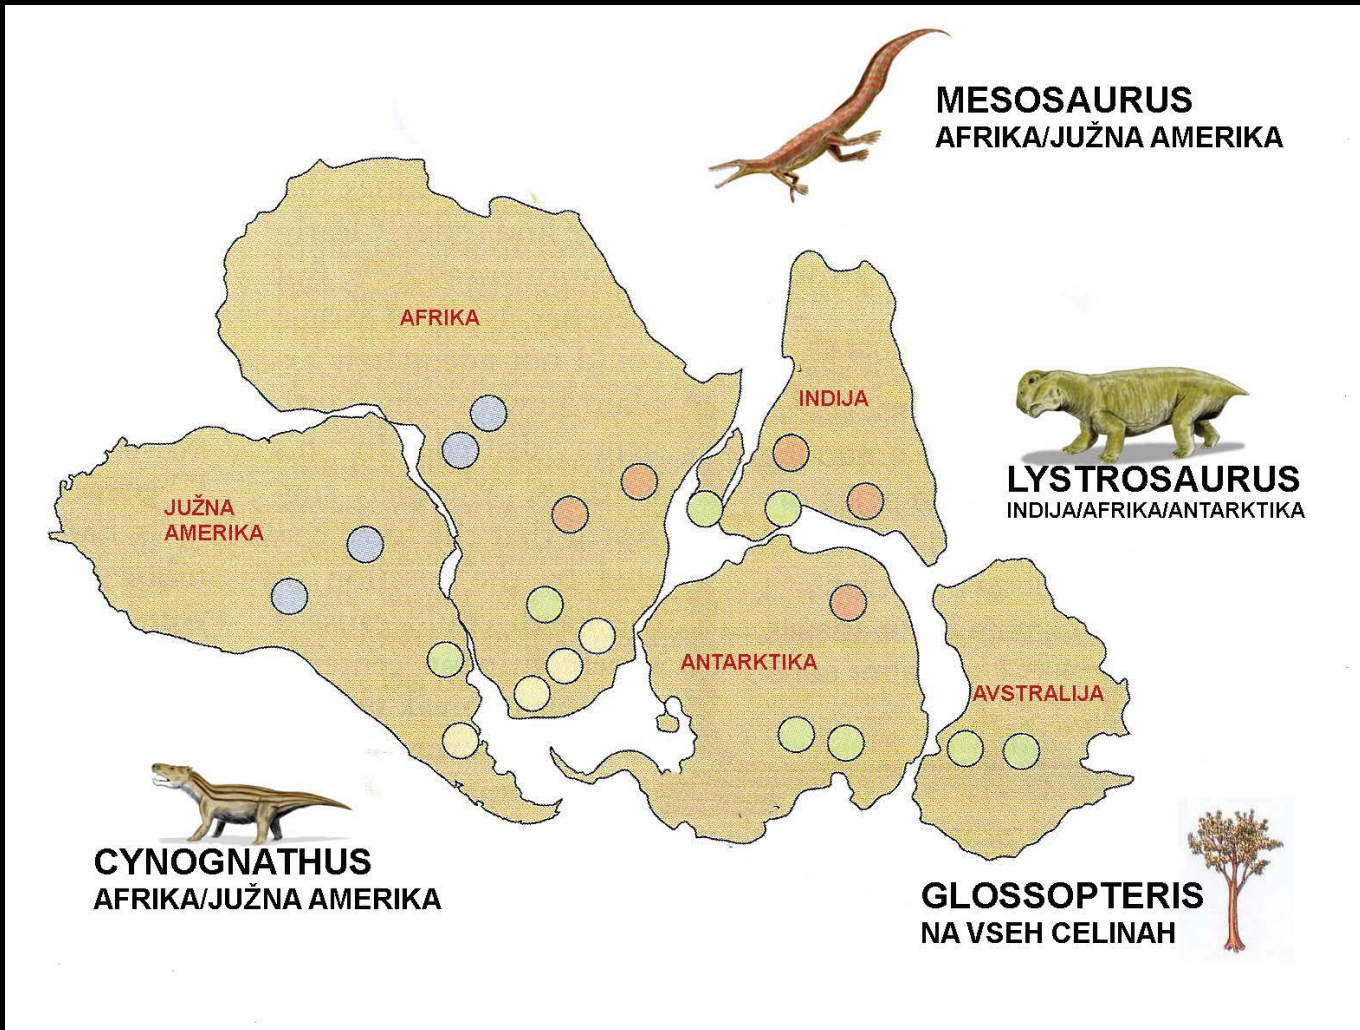 MESOSAURUS
AFRIKA/JUŽNA AMERIKA
AFRIKA
INDIJA
LYSTROSAURUS
INDIJA/AFRIKA/ANTARKTIKA
JUŽNA
AMERIKA
ANTARKTIKA
AVSTRALIJA
CYNOGNATHUS
AFRIKA/JUŽNA AMERIKA
GLOSSOPTERIS
NA VSEH CELINAH